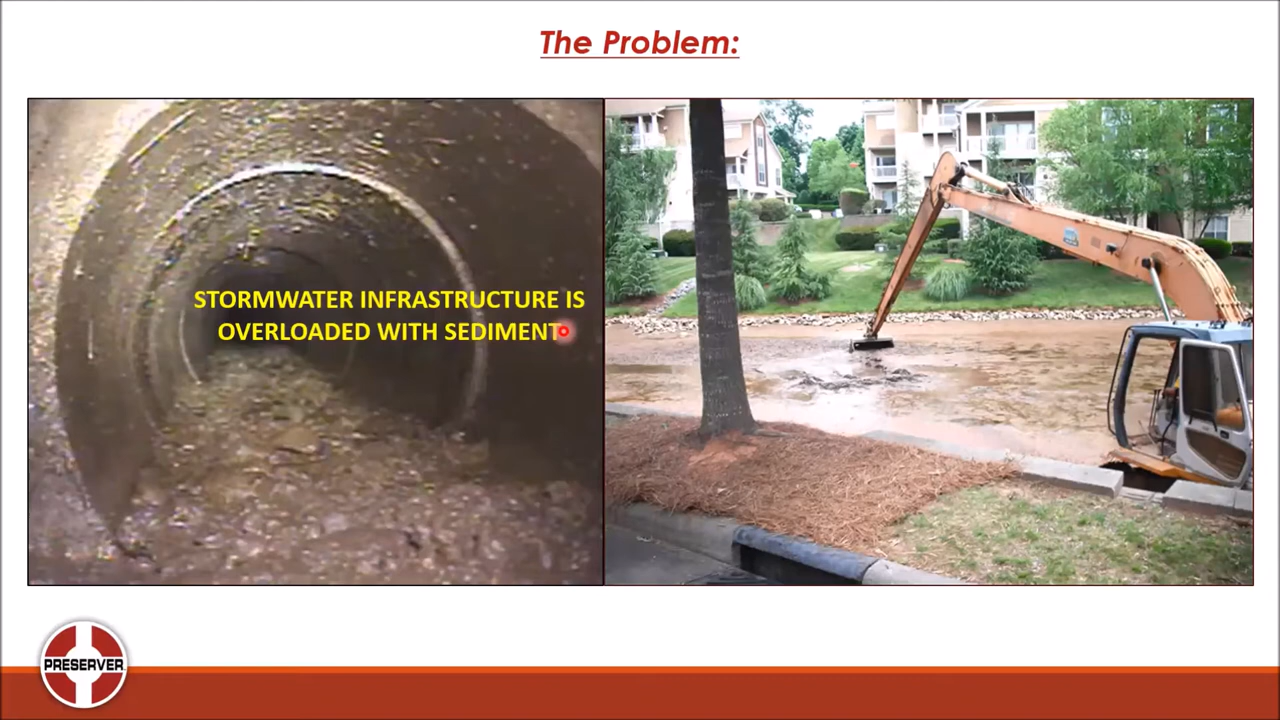 The Problem:
STORMWATER INFRASTRUCTURE IS
OVERLOADED WITH SEDIMENT
PRESERVER